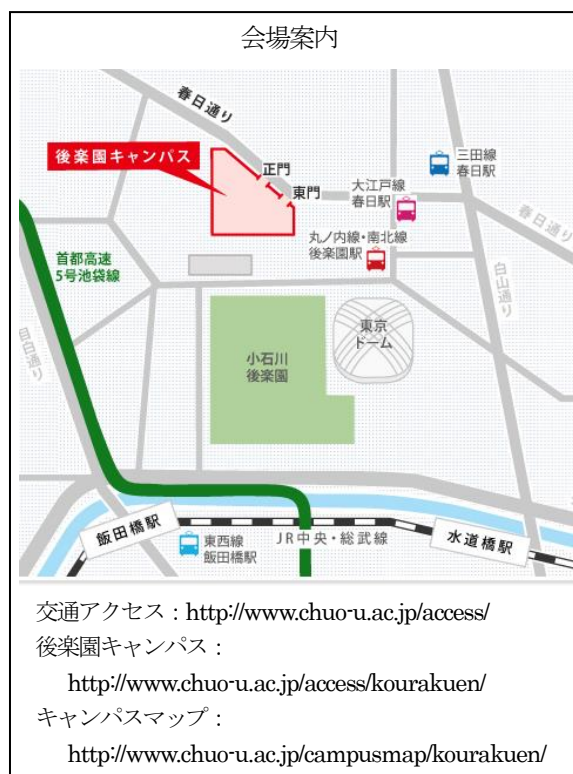 会場案内
春日通り
後楽園キャンパス
正門
東門
三田線
春日駅
大江戸線
春日駅
丸ノ内線・南北線
後楽園駅
春日通り
首都高速
5号池袋線
白山通り
目白通り
東京
ドーム
小石川
後楽園
飯田橋駅
東西線
飯田橋駅
JR中央・総武線
水道橋駅
交通アクセス：http://www.chuo-u.ac.jp/access/
後楽園キャンパス：
http://www.chuo-u.ac.jp/access/kourakuen/
キャンパスマップ：
http://www.chuo-u.ac.jp/campusmap/kourakuen/